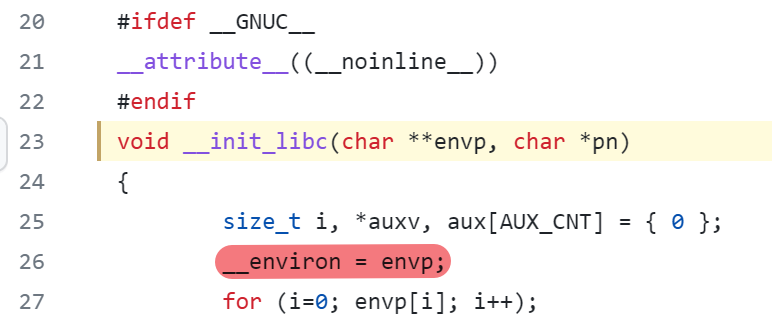 20 #ifdef __GNUC__
21 __attribute__((__noinline__))
22 #endif
23 void __init_libc(char **envp, char *pn)
24 {
25 size_t i, *auxv, aux[AUX_CNT] = { 0 };
26 __environ = envp;
27 for (i=0; envp[i]; i++);